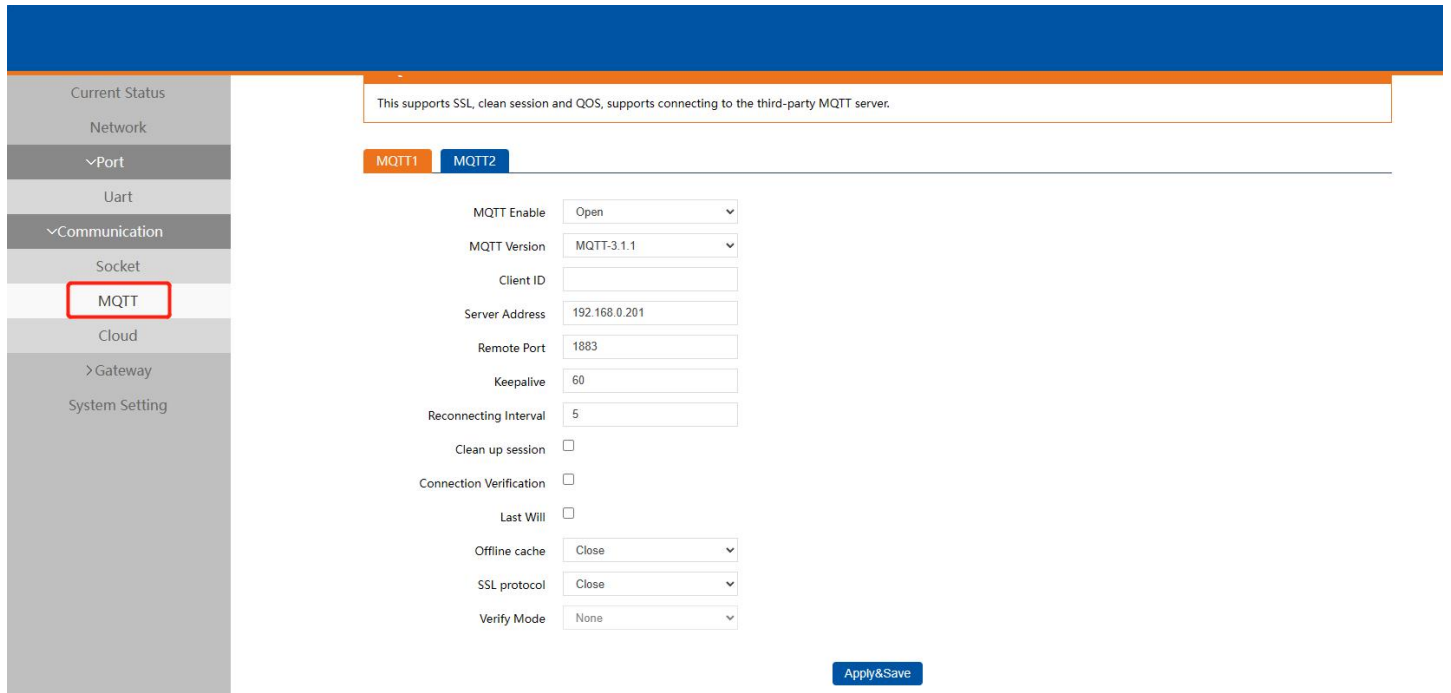 Current Status
Network
Port
Uart
Communication
Socket
MQTT
Cloud
Gateway
System Setting
This supports SSL, clean session and QOS, supports connecting to the third-party MQTT server.
MQTT1 MQTT2
MQTT Enable Open
MQTT Version MQTT-3.1.1
Client ID
Server Address 192.168.0.201
Remote Port 1883
Keepalive 60
Reconnecting Interval 5
Clean up session
Connection Verification
Last Will
Offline cache Close
SSL protocol Close
Verify Mode None
Apply&Save